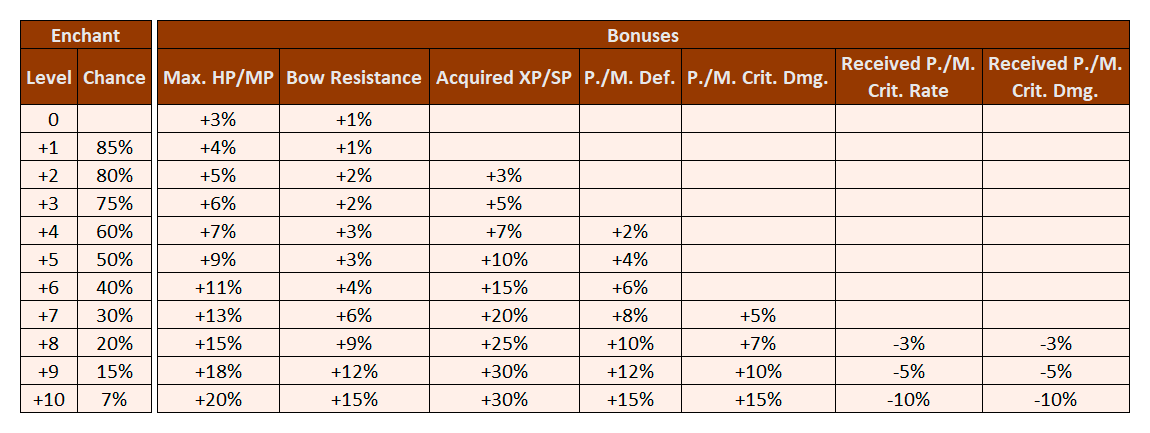 Enchant Bonuses
Level Chance Max. HP/MP Bow Resistance Acquired XP/SP P./M. Def. P./M. Crit. Dmg. Received P./M. Crit. Rate Received P./M. Crit. Dmg.
0 +3% +1%
+1 85% +4% +1%
+2 80% +5% +2% +3%
+3 75% +6% +2% +5%
+4 60% +7% +3% +7% +2%
+5 50% +9% +3% +10% +4%
+6 40% +11% +4% +15% +6%
+7 30% +13% +6% +20% +8% +5%
+8 20% +15% +9% +25% +10% +7% -3% -3%
+9 15% +18% +12% +30% +12% +10% -5% -5%
+10 7% +20% +15% +30% +15% +15% -10% -10%